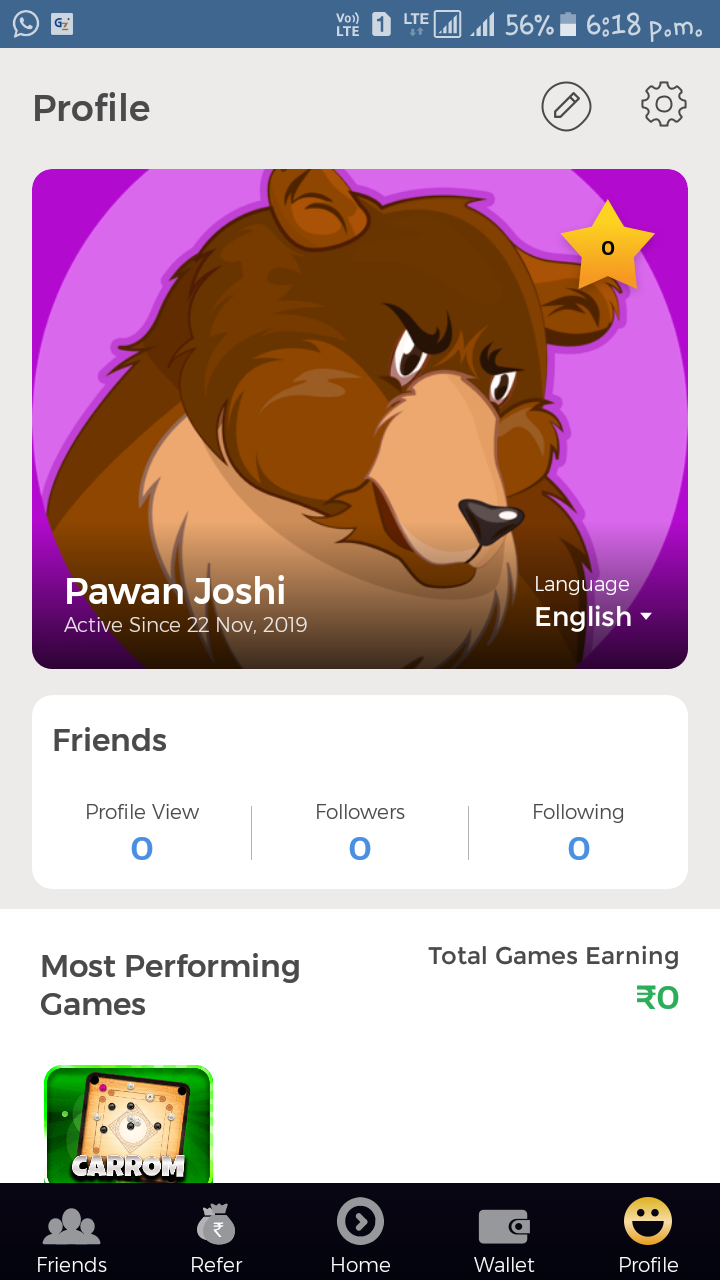 Vo)) LTE 1 LTE 56% 6:18 p.m.
Profile
0
Pawan Joshi
Active Since 22 Nov, 2019
Language
English
Friends
Profile View
Followers
Following
0
0
0
Most Performing
Games
Total Games Earning
₹0
CARROM
Friends
Refer
Home
Wallet
Profile